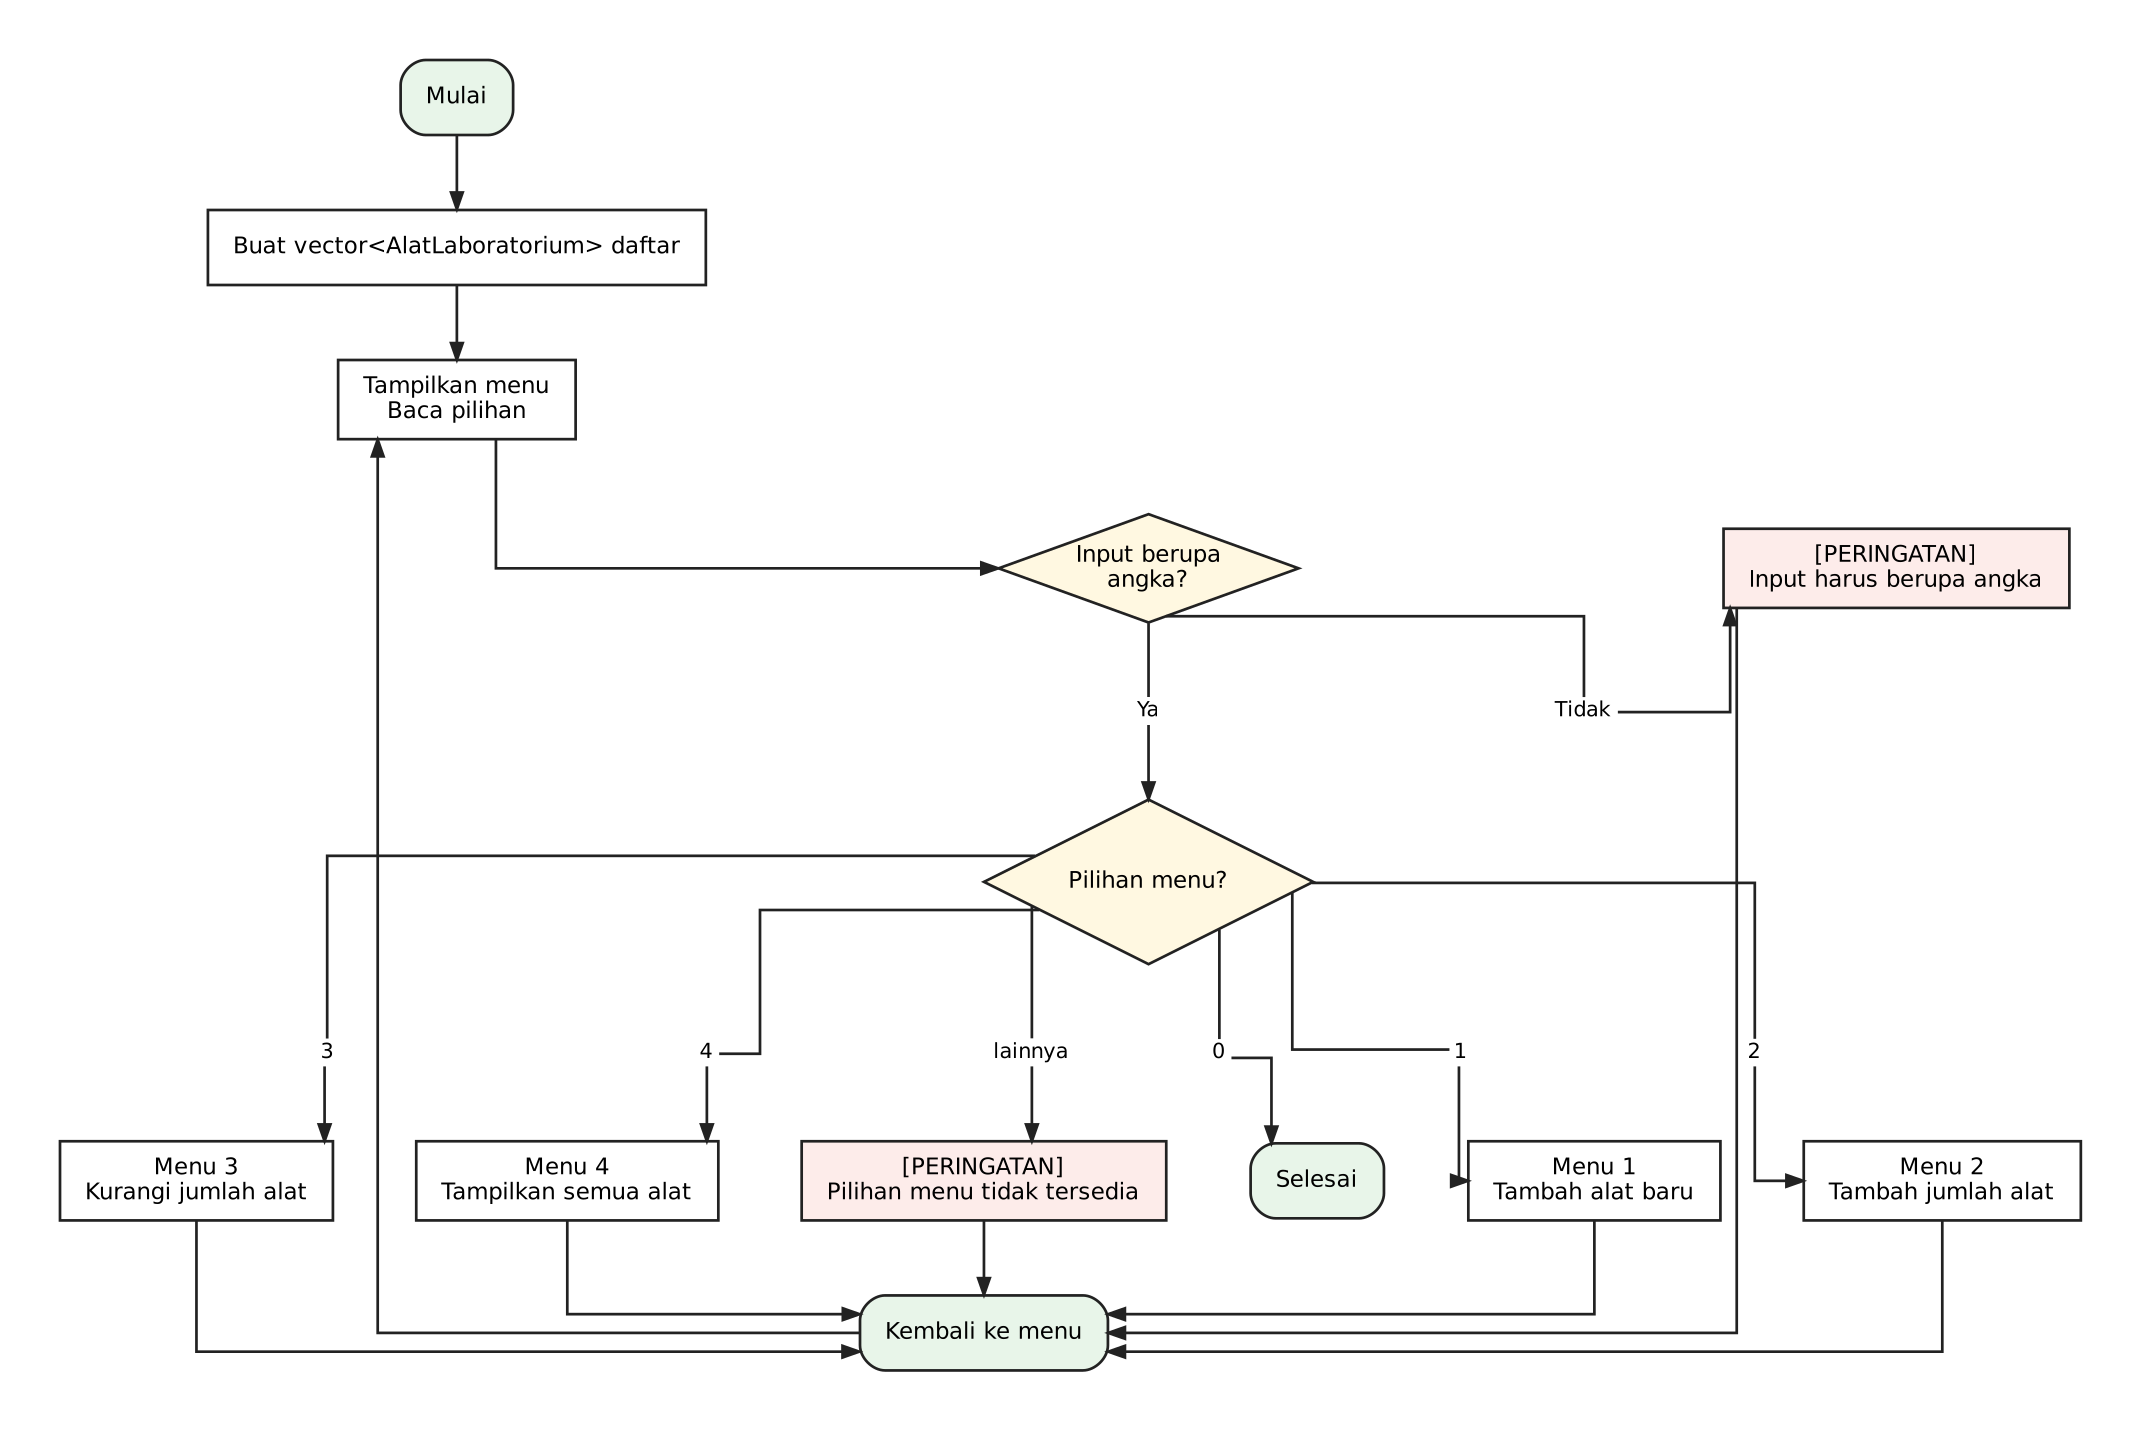 Mulai
Buat vector<AlatLaboratorium> daftar
Tampilkan menu
Baca pilihan
Input berupa
angka?
[PERINGATAN]
Input harus berupa angka
Ya
Tidak
Pilihan menu?
3
4
lainnya
0
1
2
Menu 3
Kurangi jumlah alat
Menu 4
Tampilkan semua alat
[PERINGATAN]
Pilihan menu tidak tersedia
Selesai
Menu 1
Tambah alat baru
Menu 2
Tambah jumlah alat
Kembali ke menu